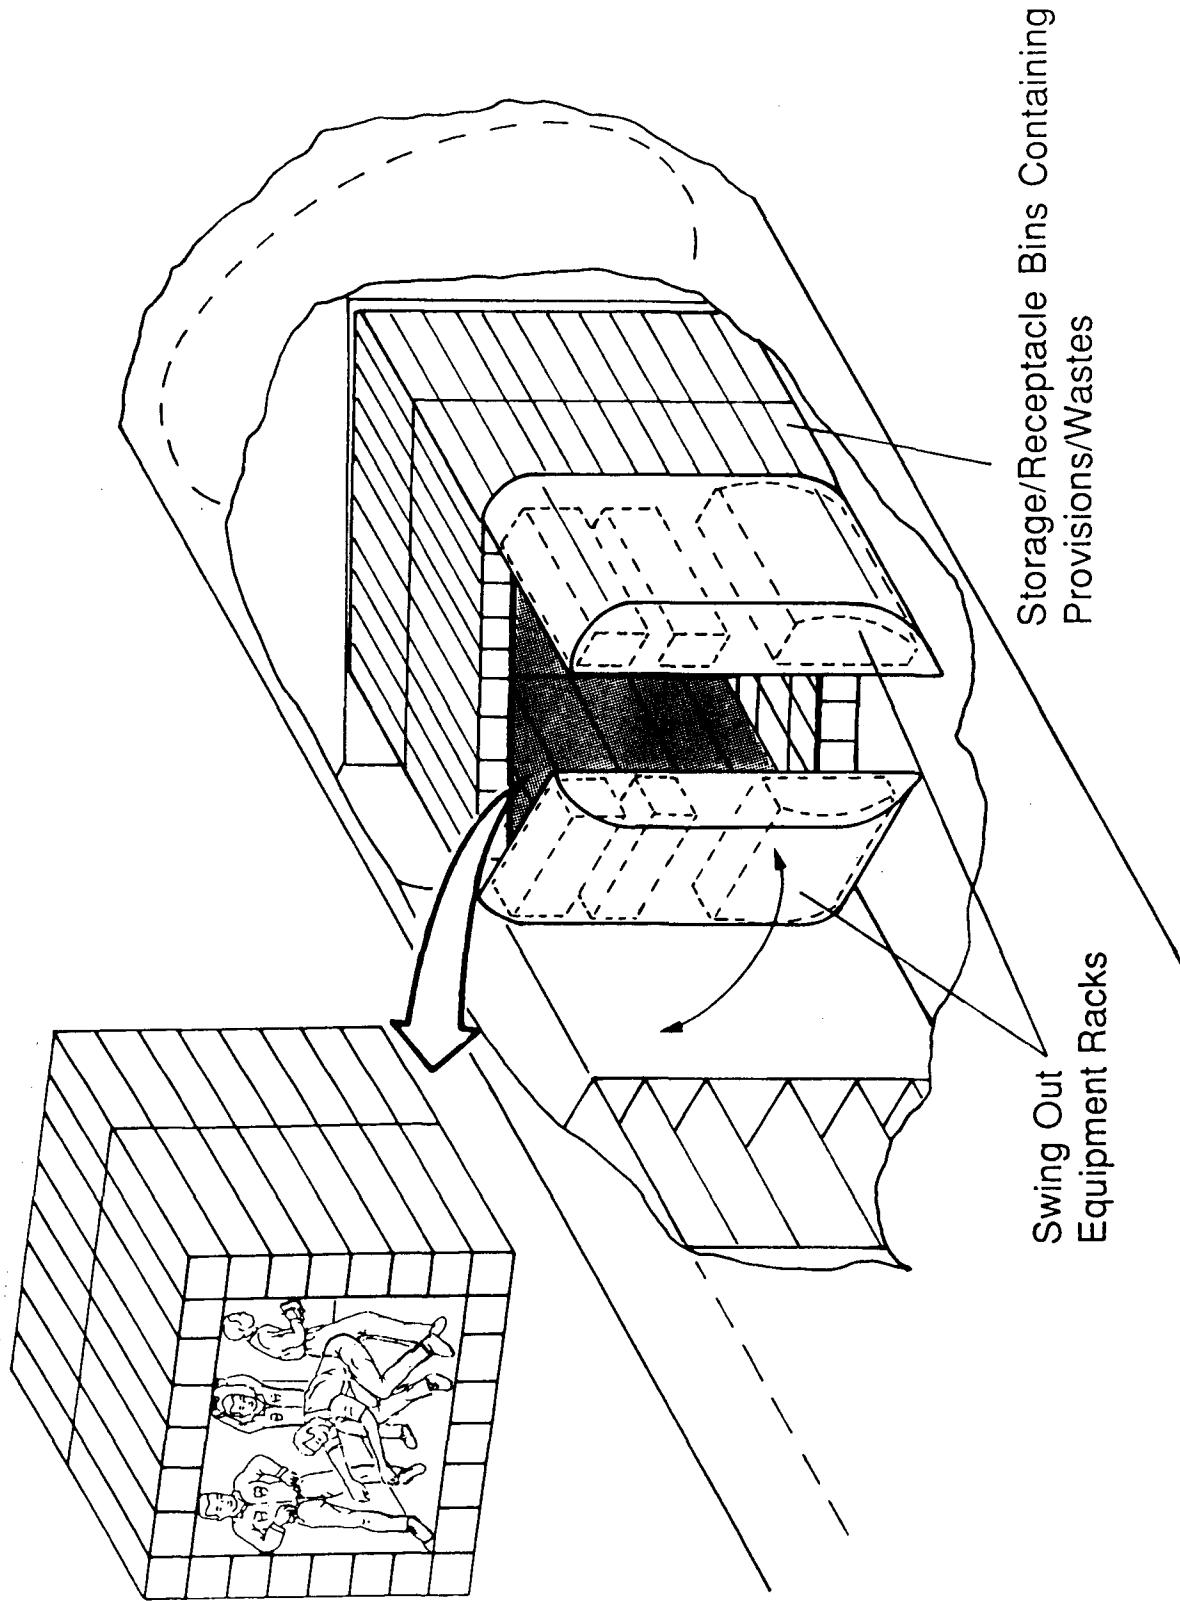 Storage/Receptacle Bins Containing
Provisions/Wastes
Swing Out
Equipment Racks